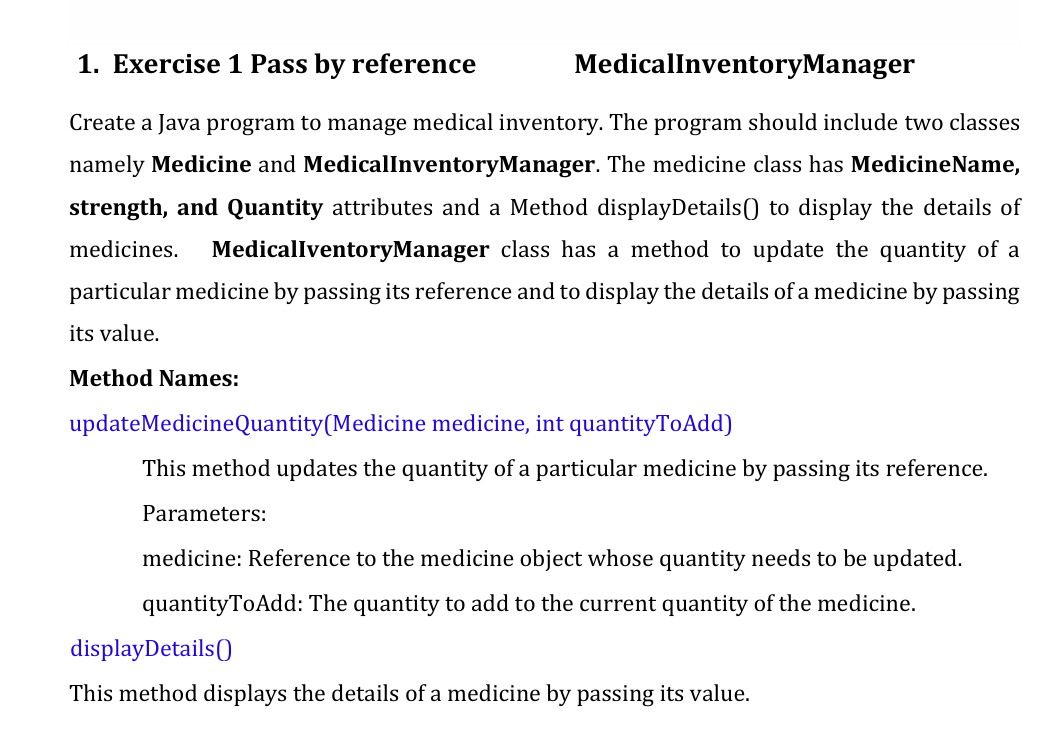 1. Exercise 1 Pass by reference MedicalInventoryManager
Create a Java program to manage medical inventory. The program should include two classes
namely Medicine and MedicalInventoryManager. The medicine class has MedicineName,
strength, and Quantity attributes and a Method displayDetails() to display the details of
medicines. MedicalIventoryManager class has a method to update the quantity of a
particular medicine by passing its reference and to display the details of a medicine by passing
its value.
Method Names:
updateMedicineQuantity(Medicine medicine, int quantityToAdd)
This method updates the quantity of a particular medicine by passing its reference.
Parameters:
medicine: Reference to the medicine object whose quantity needs to be updated.
quantityToAdd: The quantity to add to the current quantity of the medicine.
displayDetails()
This method displays the details of a medicine by passing its value.